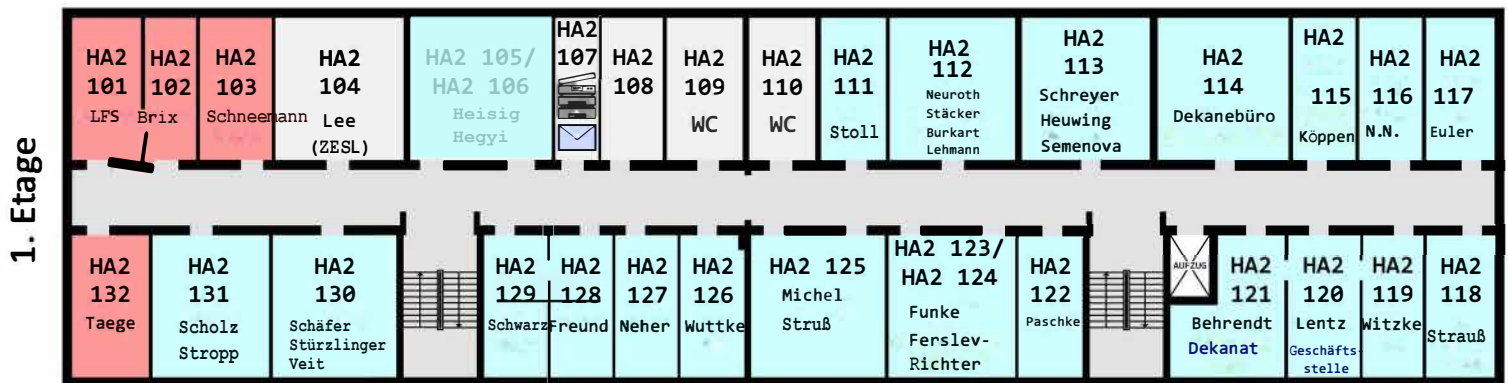 1. Etage
HA2
101
LFS
HA2
102
Brix
HA2
103
Schneemann
HA2
104
Lee
(ZESL)
HA2 105/
HA2 106
Heisig
Hegyi
HA2
107
HA2
108
HA2
109
WC
HA2
110
WC
HA2
111
Stoll
HA2
112
Neuroth
Stäcker
Burkart
Lehmann
HA2
113
Schreyer
Heuwing
Semenova
HA2
114
Dekanebüro
HA2
115
Köppen
HA2
116
N.N.
HA2
117
Euler
HA2
132
Taege
HA2
131
Scholz
Stropp
HA2
130
Schäfer
Stürzlinger
Veit
HA2
129
Schwarz
HA2
128
Freund
HA2
127
Neher
HA2
126
Wuttke
HA2 125
Michel
Struß
HA2 123/
HA2 124
Funke
Ferslev-
Richter
HA2
122
Paschke
AUFZUG
HA2
121
Behrendt
Dekanat
HA2
120
Lentz
Geschäfts-
stelle
HA2
119
Witzke
HA2
118
Strauß